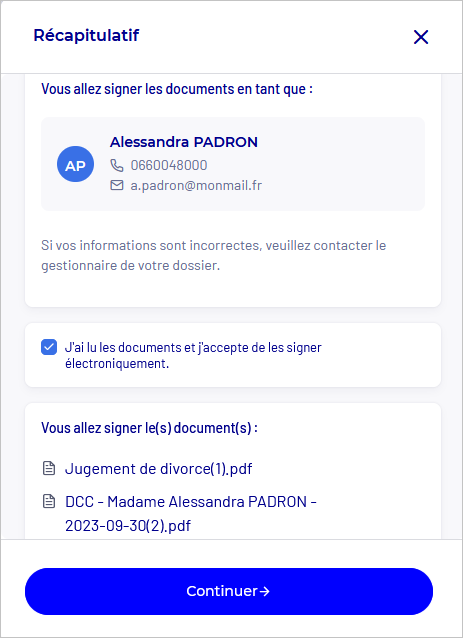 Récapitulatif
Vous allez signer les documents en tant que :
AP
Alessandra PADRON
0660048000
a.padron@monmail.fr
Si vos informations sont incorrectes, veuillez contacter le
gestionnaire de votre dossier.
J'ai lu les documents et j'accepte de les signer
électroniquement.
Vous allez signer le(s) document(s) :
Jugement de divorce(1).pdf
DCC - Madame Alessandra PADRON -
2023-09-30(2).pdf
Continuer→